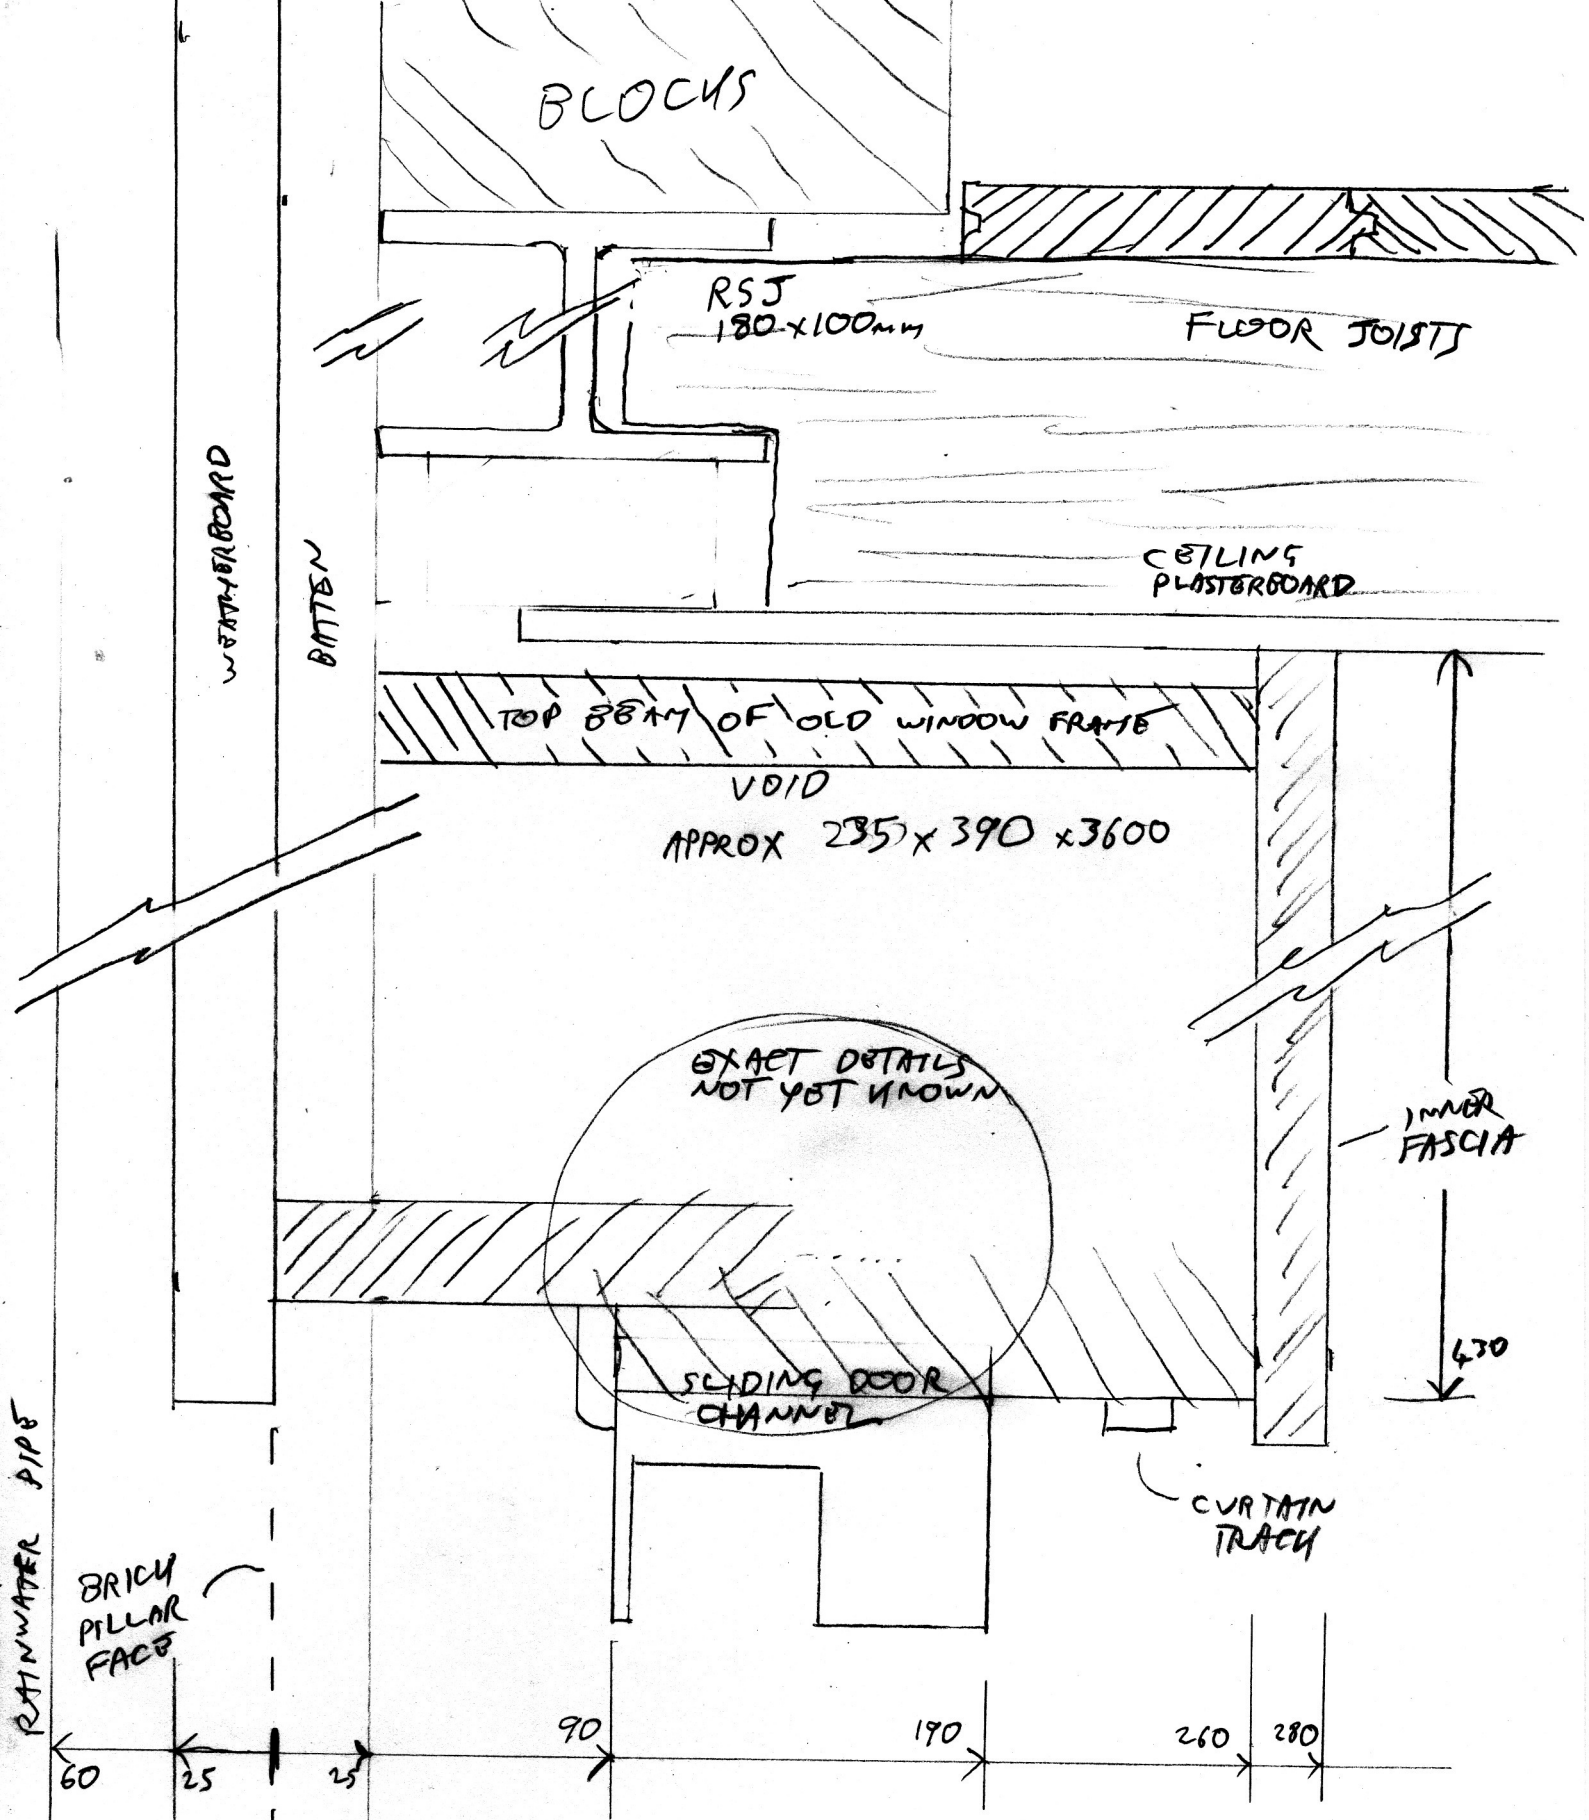 BLOCKS
RSJ
180 x 100mm
FLOOR JOISTS
WEATHERBOARD
BATTEN
CEILING
PLASTERBOARD
TOP BEAM OF OLD WINDOW FRAME
VOID
APPROX 235 x 390 x 3600
EXACT DETAILS
NOT YET KNOWN
INNER
FASCIA
430
SLIDING DOOR
CHANNEL
CURTAIN
TRACK
RAINWATER PIPE
BRICK
PILLAR
FACE
60
25
25
90
190
260
280